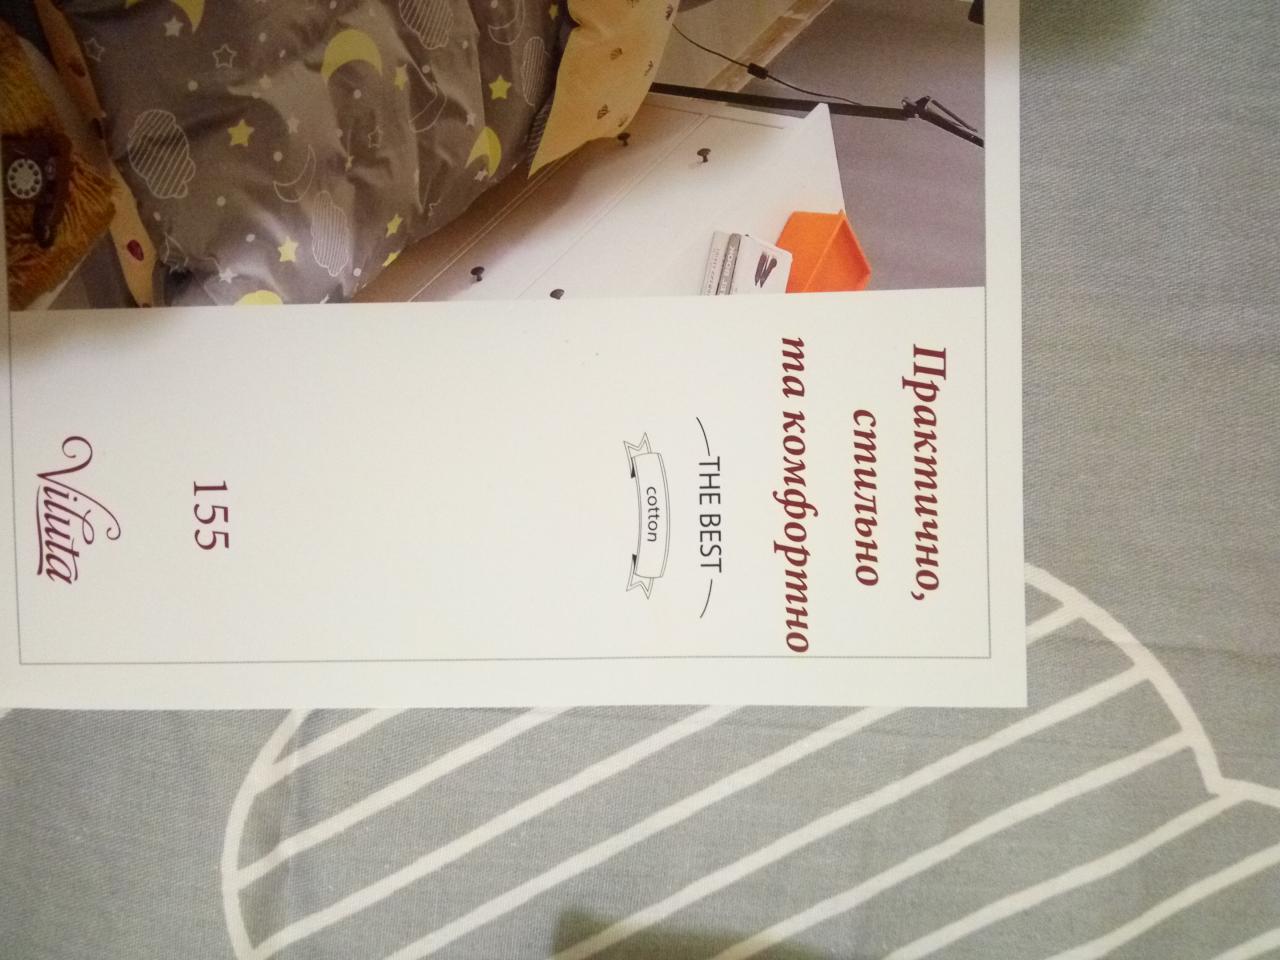 Практично,
стильно
та комфортно
THE BEST
cotton
155
Viluta